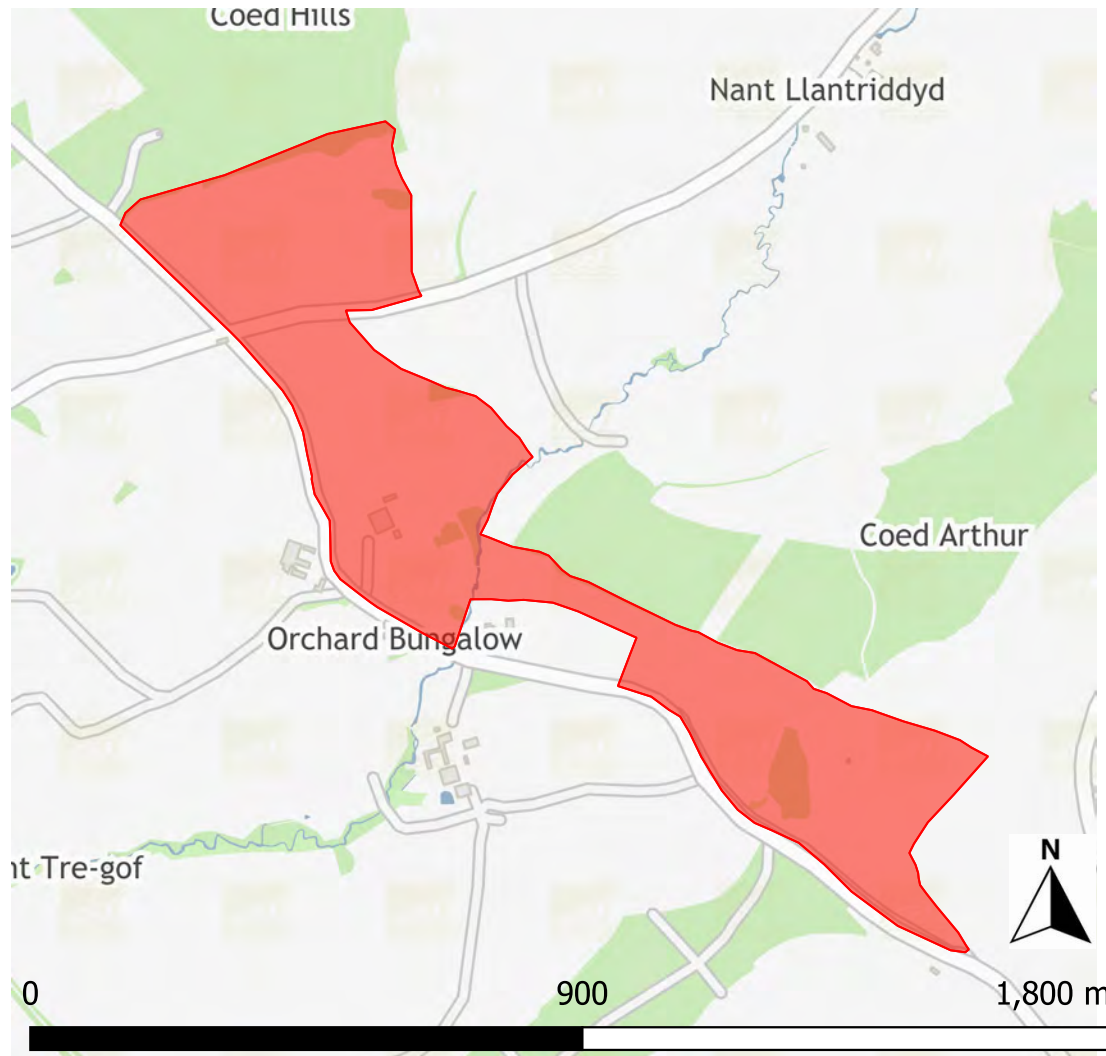 Coed Hills
Nant Llantriddyd
Coed Arthur
Orchard Bungalow
nt Tre-gof
N
0 900 1,800 m